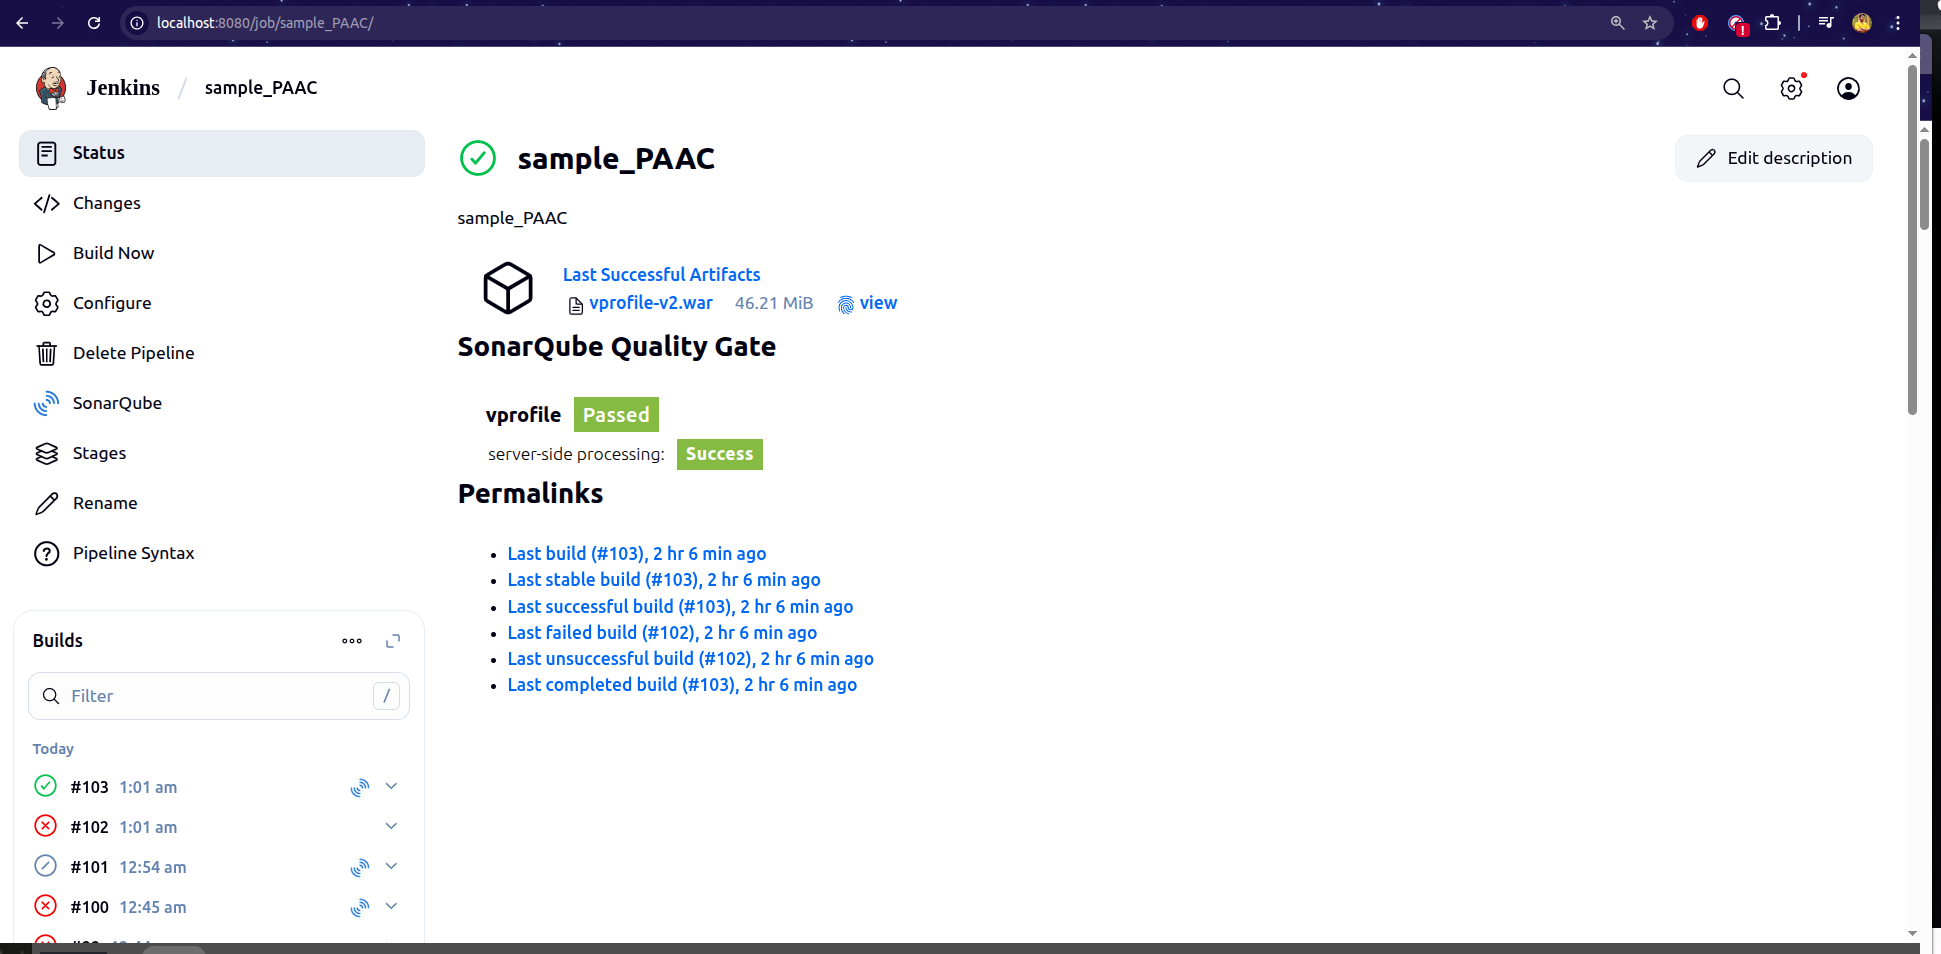 localhost:8080/job/sample_PAAC/
Jenkins / sample_PAAC
Status
Changes
Build Now
Configure
Delete Pipeline
SonarQube
Stages
Rename
Pipeline Syntax
Builds
Filter /
Today
#103 1:01 am
#102 1:01 am
#101 12:54 am
#100 12:45 am
sample_PAAC
Edit description
sample_PAAC
Last Successful Artifacts
vprofile-v2.war 46.21 MiB view
SonarQube Quality Gate
vprofile Passed
server-side processing: Success
Permalinks
Last build (#103), 2 hr 6 min ago
Last stable build (#103), 2 hr 6 min ago
Last successful build (#103), 2 hr 6 min ago
Last failed build (#102), 2 hr 6 min ago
Last unsuccessful build (#102), 2 hr 6 min ago
Last completed build (#103), 2 hr 6 min ago